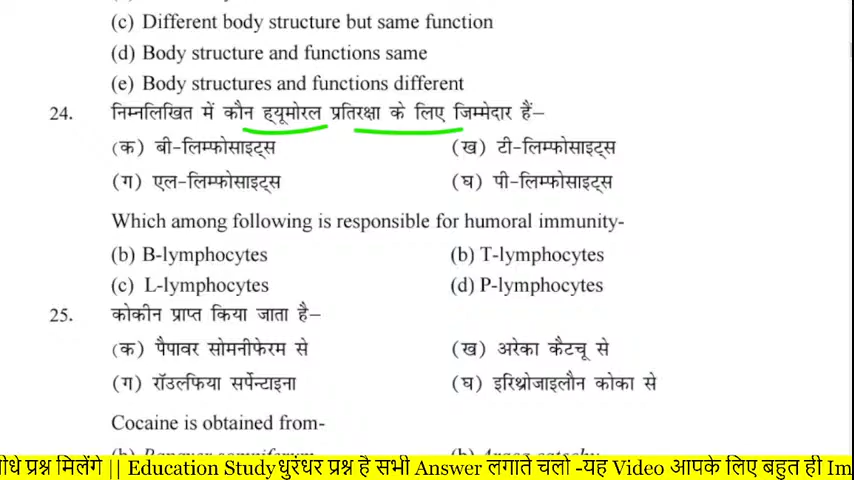 (c) Different body structure but same function
(d) Body structure and functions same
(e) Body structures and functions different
24. निम्नलिखित में कौन ह्यूमोरल प्रतिरक्षा के लिए जिम्मेदार हैं–
(क) बी-लिम्फोसाइट्स (ख) टी-लिम्फोसाइट्स
(ग) एल-लिम्फोसाइट्स (घ) पी-लिम्फोसाइट्स
Which among following is responsible for humoral immunity-
(b) B-lymphocytes (b) T-lymphocytes
(c) L-lymphocytes (d) P-lymphocytes
25. कोकीन प्राप्त किया जाता है–
(क) पैपावर सोमनीफेरम से (ख) अरेका कैटचू से
(ग) रॉउलफिया सर्पेन्टाइना (घ) इरिथ्रोजाइलौन कोका से
Cocaine is obtained from-
ीधे प्रश्न मिलेंगे || Education Studyधुरंधर प्रश्न है सभी Answer लगाते चलो -यह Video आपके लिए बहुत ही Im